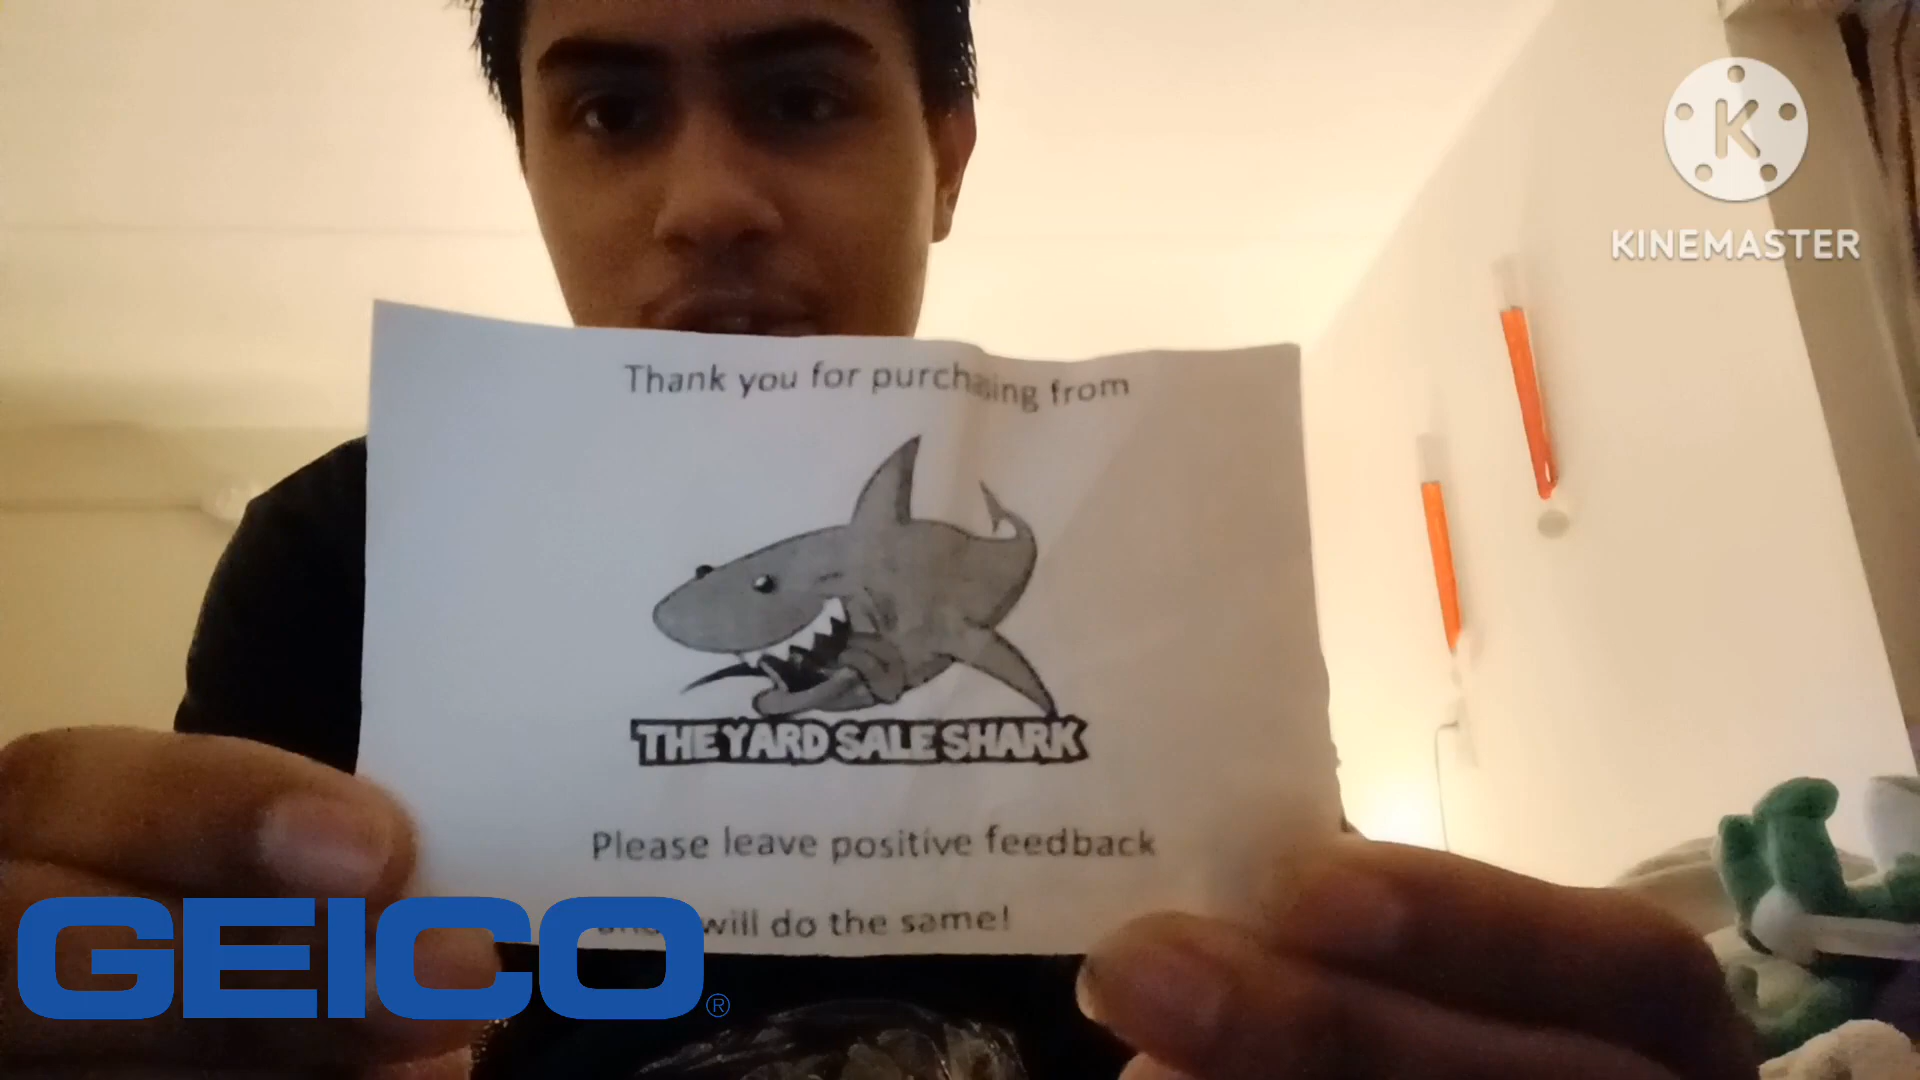 K
KINEMASTER
Thank you for purchasing from
THE YARD SALE SHARK
Please leave positive feedback
will do the same!
GEICO®